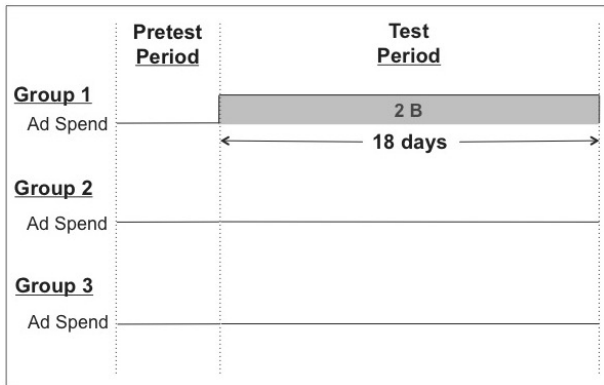 Pretest Period
Test Period
Group 1
Ad Spend
2 B
18 days
Group 2
Ad Spend
Group 3
Ad Spend